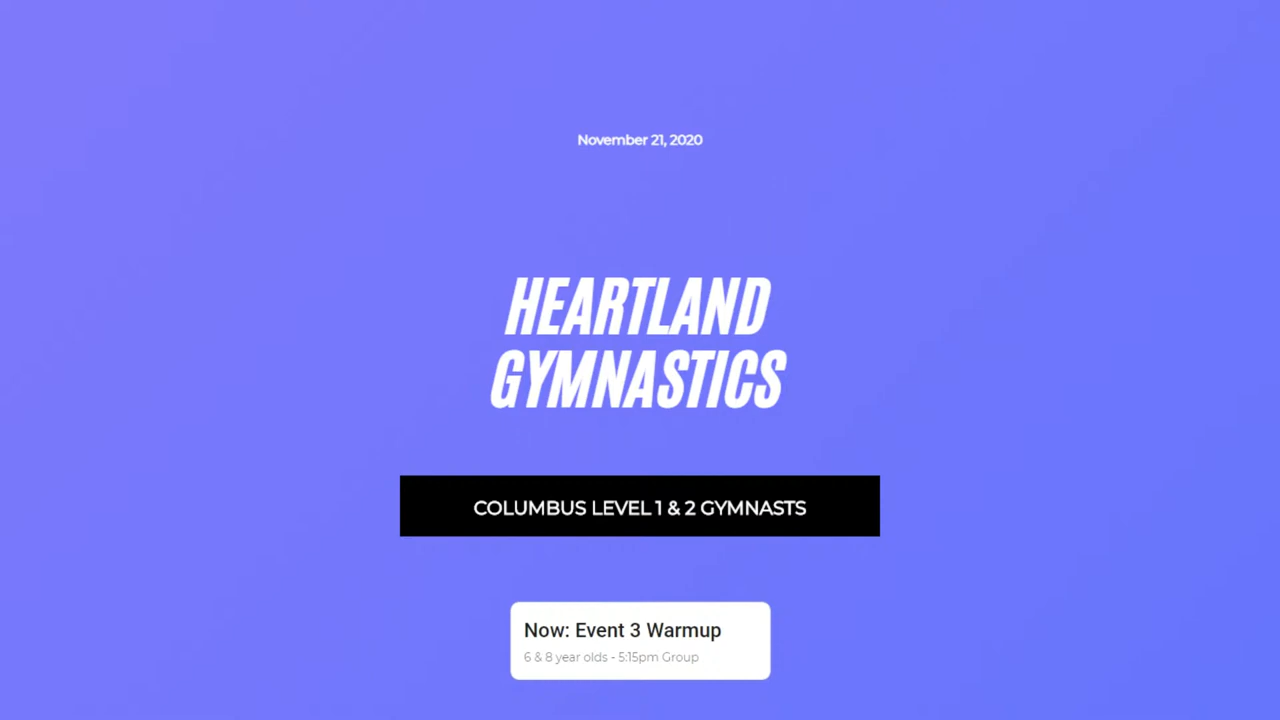 November 21, 2020
HEARTLAND
GYMNASTICS
COLUMBUS LEVEL 1 & 2 GYMNASTS
Now: Event 3 Warmup
6 & 8 year olds - 5:15pm Group